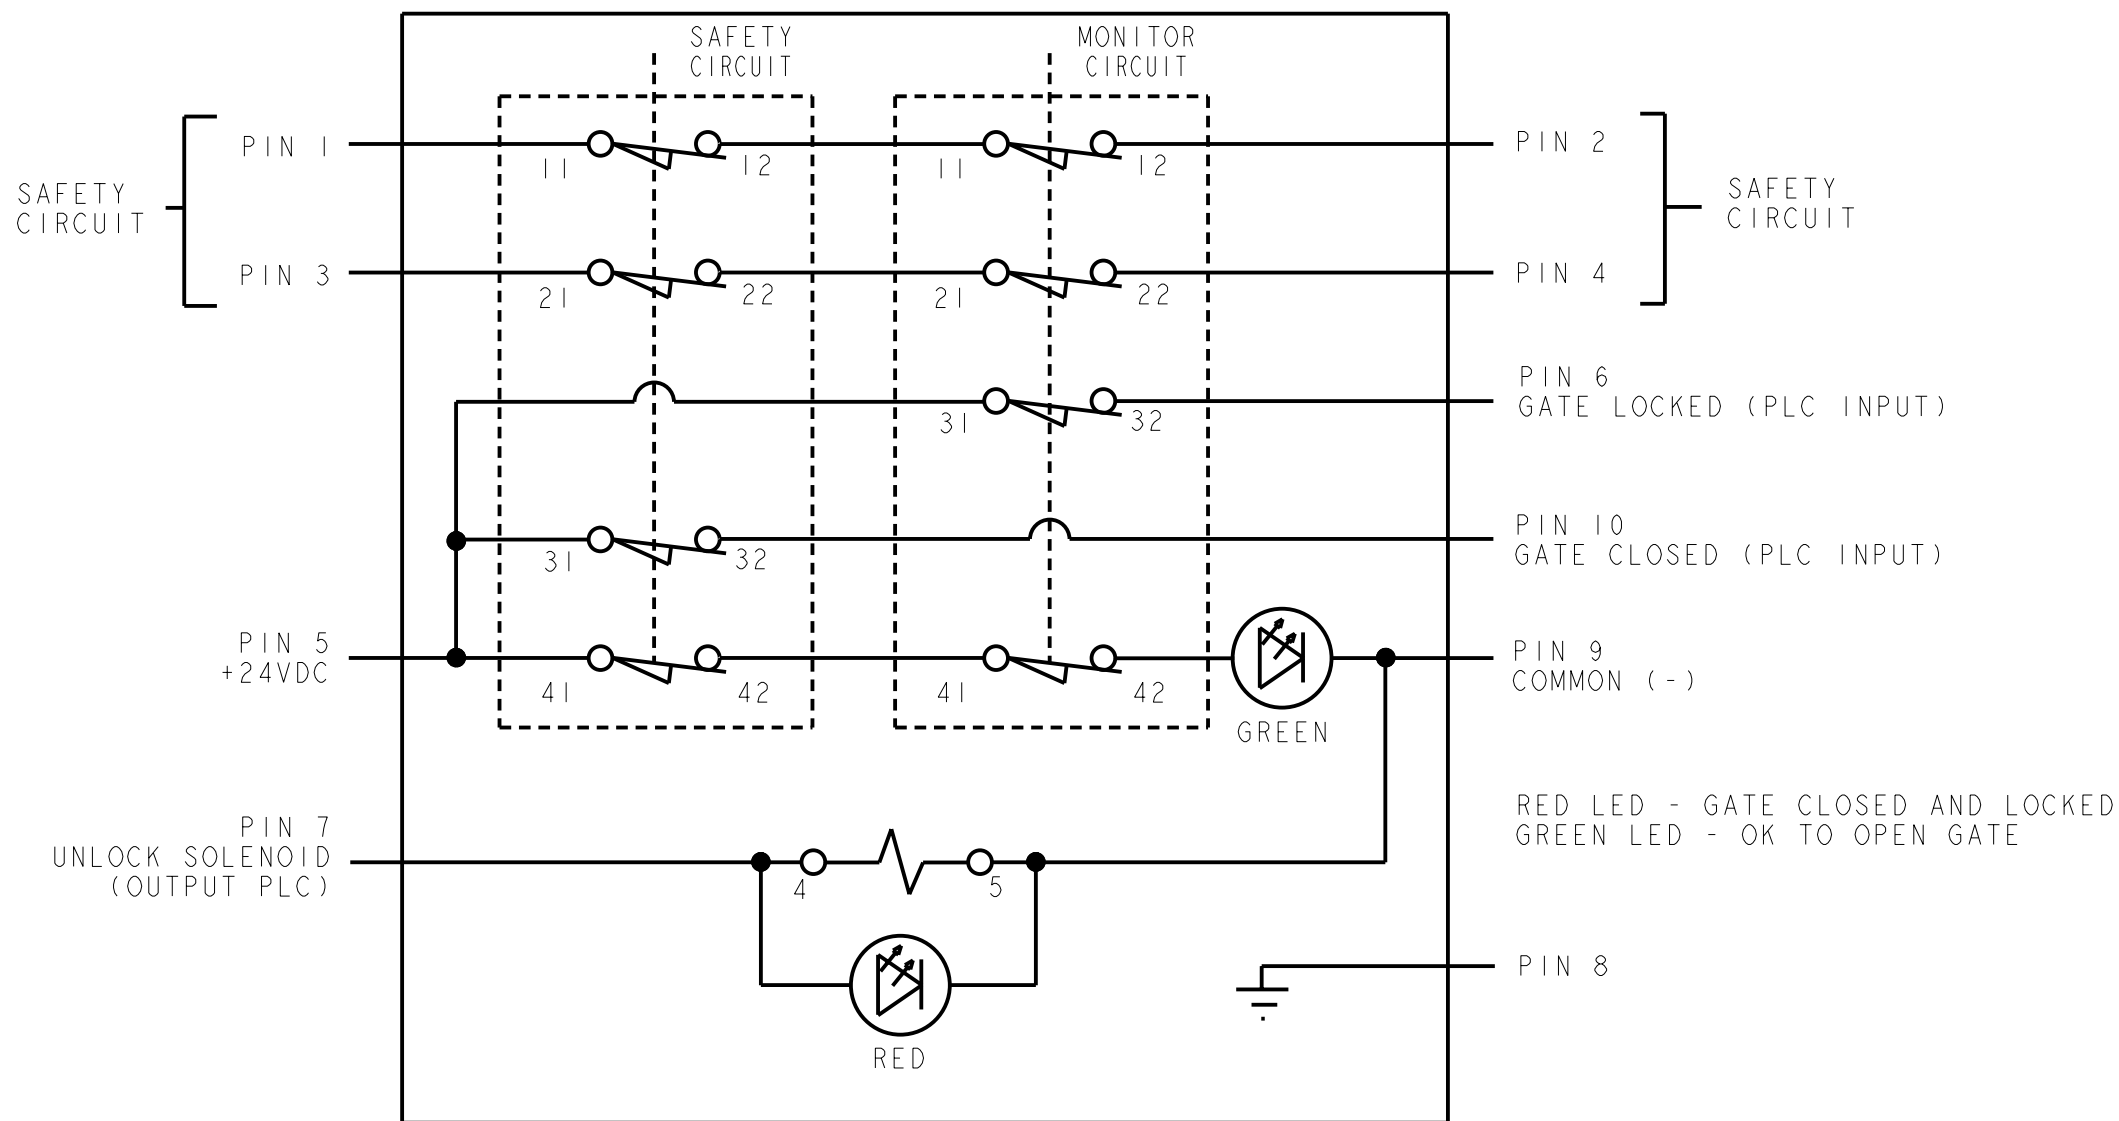 SAFETY
CIRCUIT
MONITOR
CIRCUIT
SAFETY
CIRCUIT
PIN 1
11
12
11
12
PIN 2
SAFETY
CIRCUIT
PIN 3
21
22
21
22
PIN 4
31
32
PIN 6
GATE LOCKED (PLC INPUT)
31
32
PIN 10
GATE CLOSED (PLC INPUT)
PIN 5
+24VDC
41
42
41
42
GREEN
PIN 9
COMMON (-)
RED LED - GATE CLOSED AND LOCKED
GREEN LED - OK TO OPEN GATE
PIN 7
UNLOCK SOLENOID
(OUTPUT PLC)
4
5
RED
PIN 8